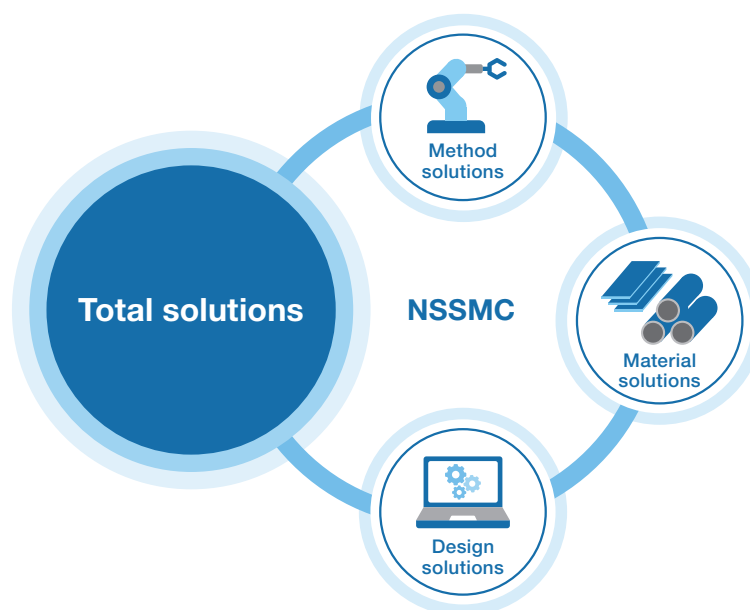 Method
solutions
Total solutions
NSSMC
Material
solutions
Design
solutions